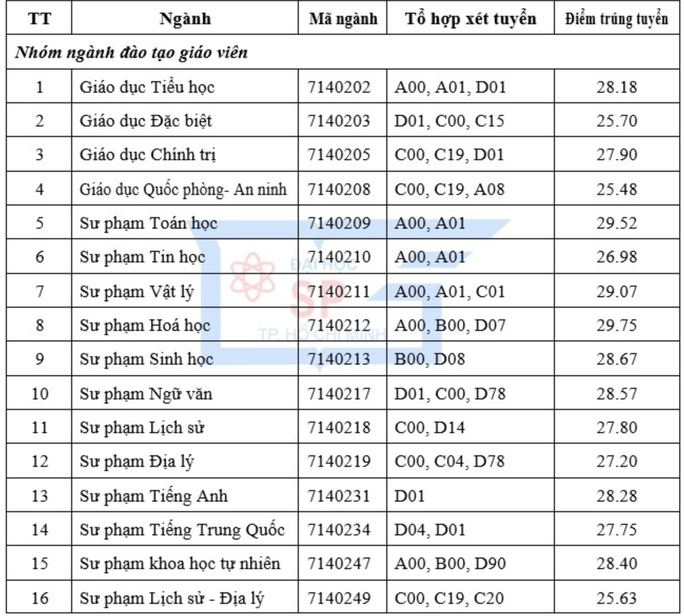 TT Ngành Mã ngành Tổ hợp xét tuyển Điểm trúng tuyển
Nhóm ngành đào tạo giáo viên
1 Giáo dục Tiểu học 7140202 A00, A01, D01 28.18
2 Giáo dục Đặc biệt 7140203 D01, C00, C15 25.70
3 Giáo dục Chính trị 7140205 C00, C19, D01 27.90
4 Giáo dục Quốc phòng- An ninh 7140208 C00, C19, A08 25.48
5 Sư phạm Toán học 7140209 A00, A01 29.52
6 Sư phạm Tin học 7140210 A00, A01 26.98
ĐẠI HỌC
7 Sư phạm Vật lý 7140211 A00, A01, C01 29.07
SP
8 Sư phạm Hoá học 7140212 A00, B00, D07 29.75
TP. HỒ CHÍ MINH
9 Sư phạm Sinh học 7140213 B00, D08 28.67
10 Sư phạm Ngữ văn 7140217 D01, C00, D78 28.57
11 Sư phạm Lịch sử 7140218 C00, D14 27.80
12 Sư phạm Địa lý 7140219 C00, C04, D78 27.20
13 Sư phạm Tiếng Anh 7140231 D01 28.28
14 Sư phạm Tiếng Trung Quốc 7140234 D04, D01 27.75
15 Sư phạm khoa học tự nhiên 7140247 A00, B00, D90 28.40
16 Sư phạm Lịch sử - Địa lý 7140249 C00, C19, C20 25.63